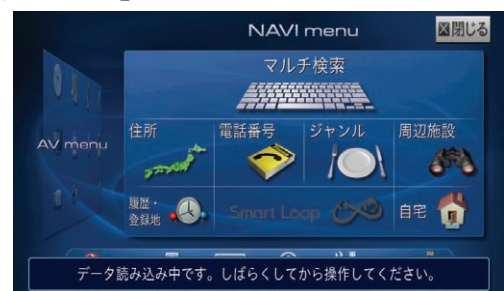 NAVI menu
閉じる
マルチ検索
AV menu
住所
電話番号
ジャンル
周辺施設
履歴・
登録地
Smart Loop
自宅
データ読み込み中です。しばらくしてから操作してください。